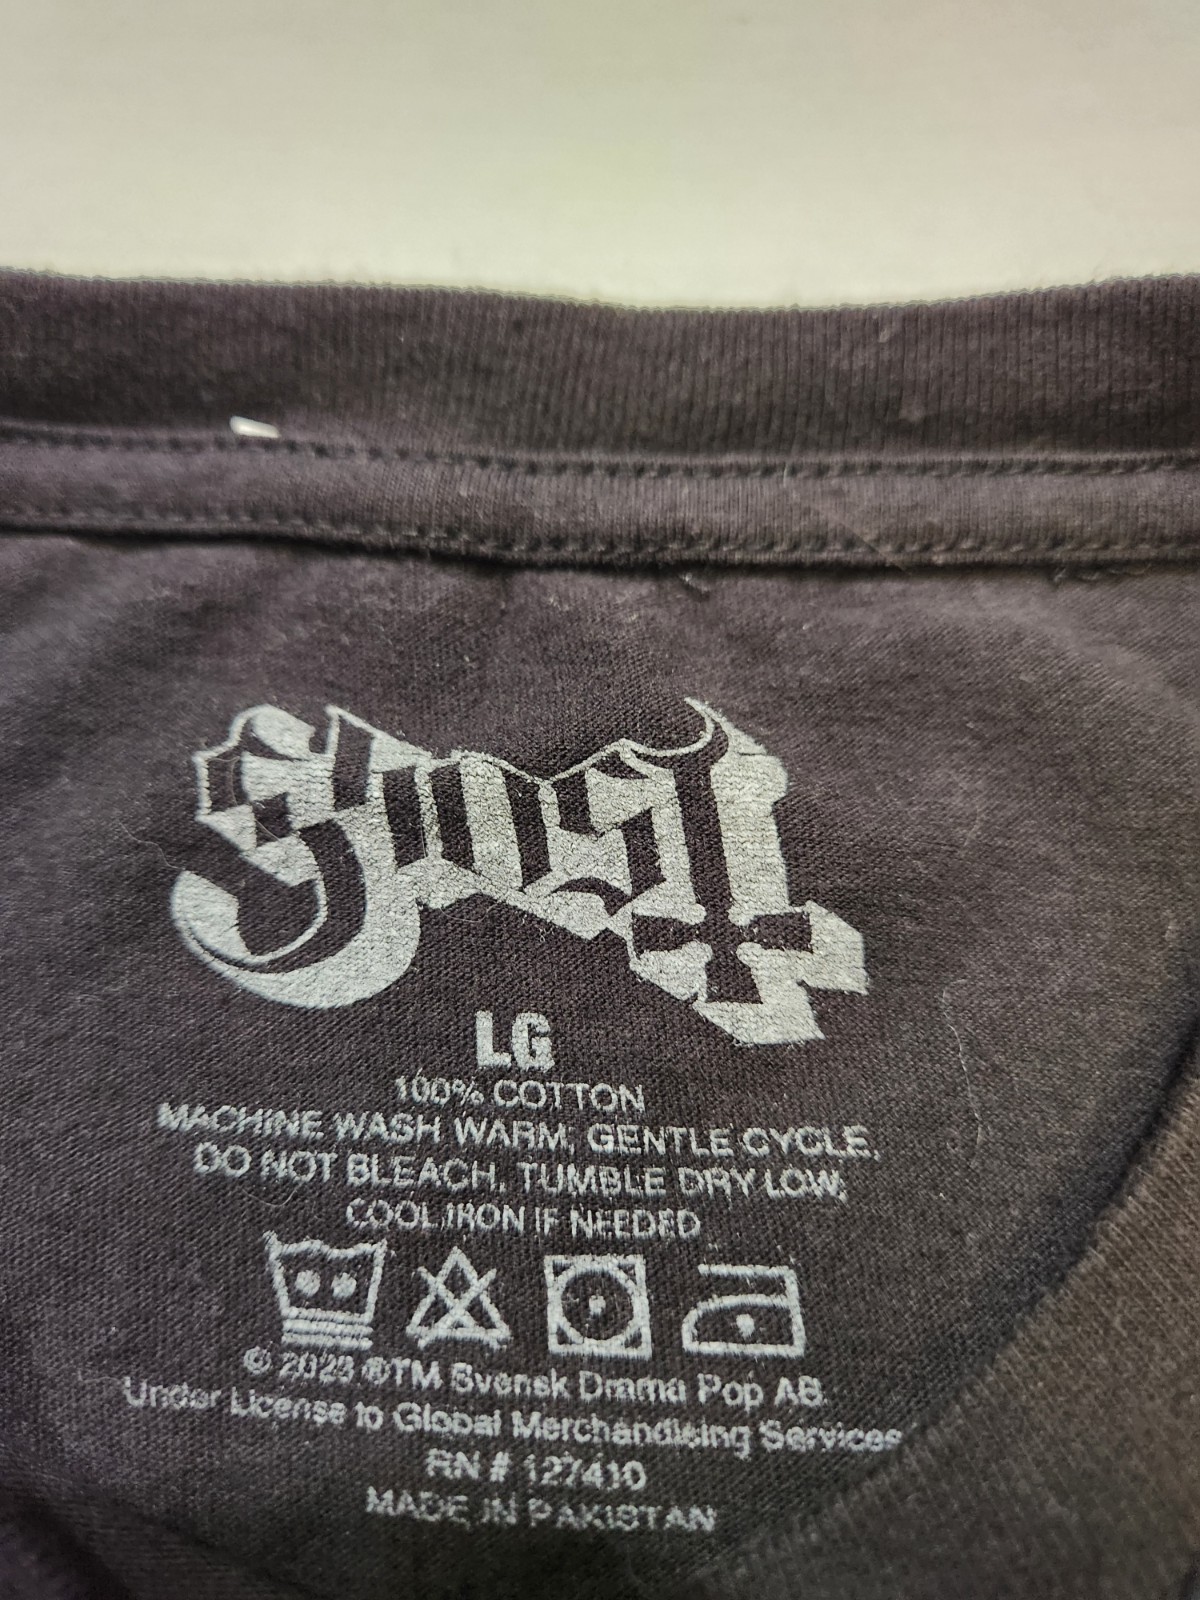 Ghost
LG
100% COTTON
MACHINE WASH WARM, GENTLE CYCLE,
DO NOT BLEACH, TUMBLE DRY LOW,
COOL IRON IF NEEDED
© 2023 ®TM Svensk Drama Pop AB.
Under License to Global Merchandising Services
RN # 127410
MADE IN PAKISTAN